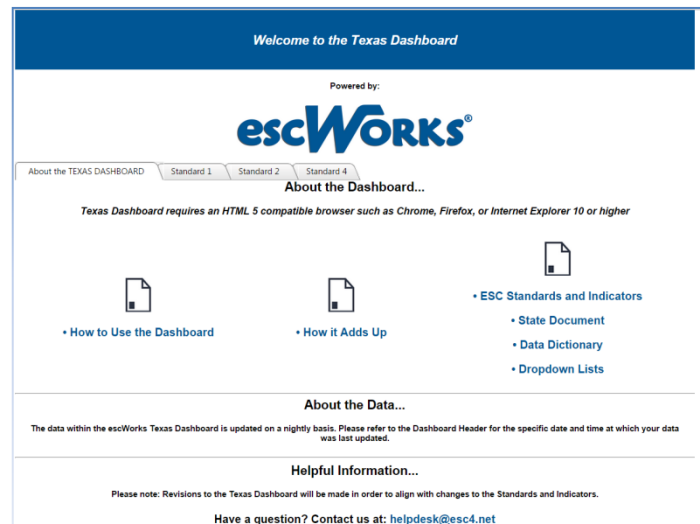 Welcome to the Texas Dashboard
Powered by:
escWorks®
About the TEXAS DASHBOARD
Standard 1
Standard 2
Standard 4
About the Dashboard...
Texas Dashboard requires an HTML 5 compatible browser such as Chrome, Firefox, or Internet Explorer 10 or higher
• How to Use the Dashboard
• How it Adds Up
• ESC Standards and Indicators
• State Document
• Data Dictionary
• Dropdown Lists
About the Data...
The data within the escWorks Texas Dashboard is updated on a nightly basis. Please refer to the Dashboard Header for the specific date and time at which your data
was last updated.
Helpful Information...
Please note: Revisions to the Texas Dashboard will be made in order to align with changes to the Standards and Indicators.
Have a question? Contact us at: helpdesk@esc4.net